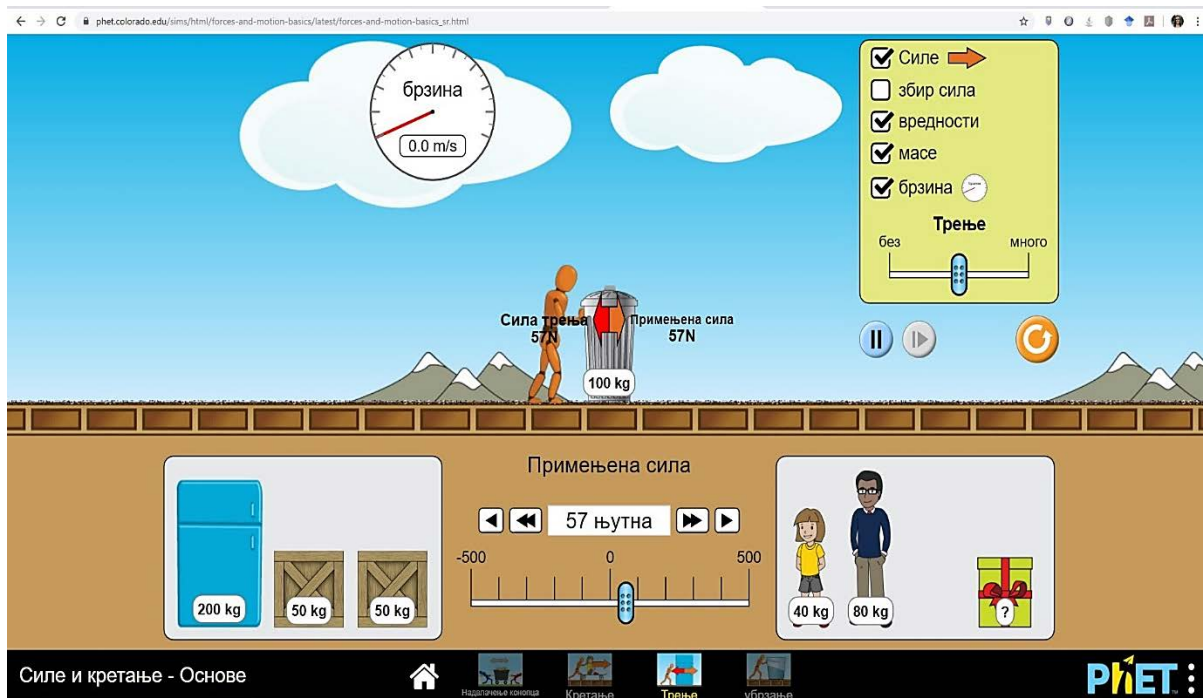 phet.colorado.edu/sims/html/forces-and-motion-basics/latest/forces-and-motion-basics_sr.html
брзина
0.0 m/s
Силе
збир сила
вредности
масе
брзина
Трење
без много
Сила трења
57N
Примењена сила
57N
100 kg
Примењена сила
57 њутна
-500 0 500
200 kg
50 kg
50 kg
40 kg
80 kg
?
Силе и кретање - Основе
Надвлачење конопца
Кретање
Трење
убрзање
PhET